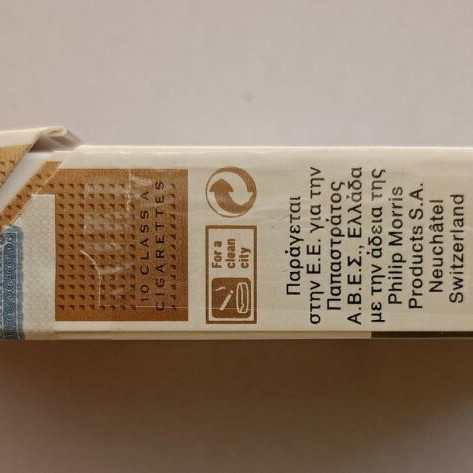 10 CLASS A
CIGARETTES
For a
clean
city
Παράγεται
στην Ε.Ε. για την
Παπαστράτος
Α.Β.Ε.Σ., Ελλάδα
με την άδεια της
Philip Morris
Products S.A.
Neuchâtel
Switzerland